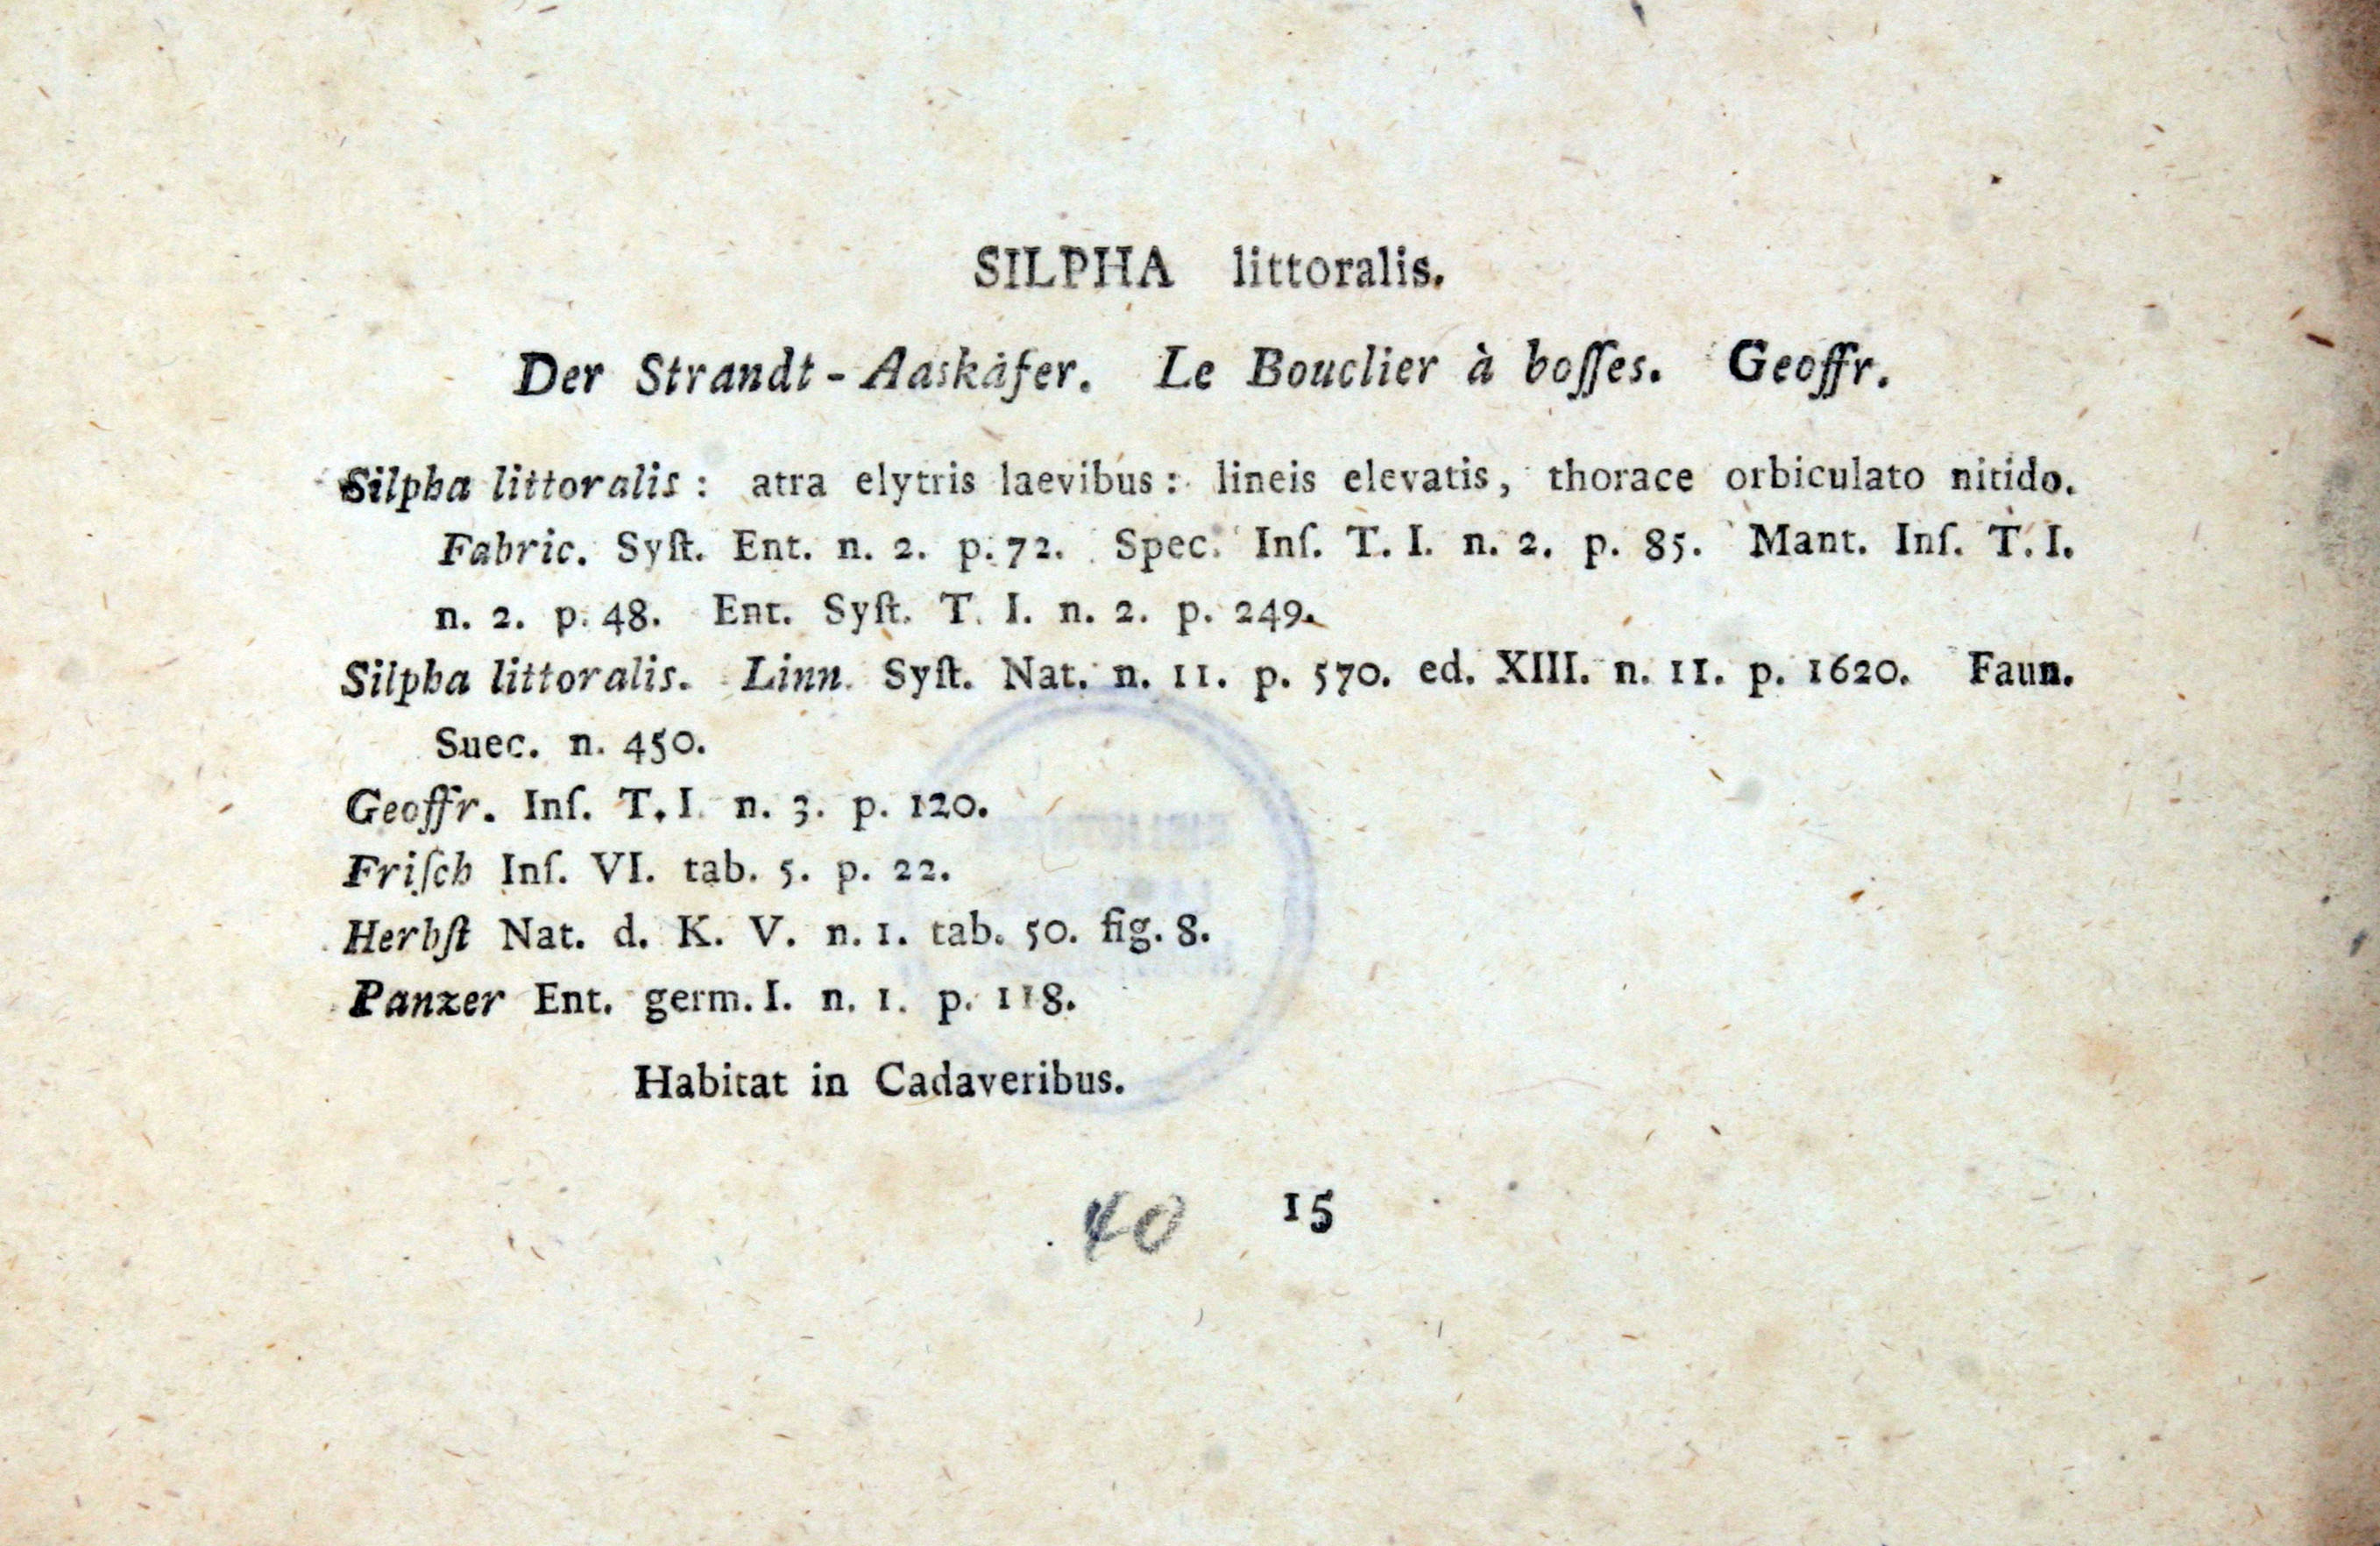 SILPHA littoralis.
Der Strandt-Aaskäfer. Le Bouclier à boſſes. Geoffr.
Silpha littoralis: atra elytris laevibus: lineis elevatis, thorace orbiculato nitido.
Fabric. Syſt. Ent. n. 2. p. 72. Spec. Inſ. T. I. n. 2. p. 85. Mant. Inſ. T. I.
n. 2. p. 48. Ent. Syſt. T. I. n. 2. p. 249.
Silpha littoralis. Linn. Syſt. Nat. n. 11. p. 570. ed. XIII. n. 11. p. 1620. Faun.
Suec. n. 450.
Geoffr. Inſ. T. I. n. 3. p. 120.
Friſch Inſ. VI. tab. 5. p. 22.
Herbſt Nat. d. K. V. n. 1. tab. 50. fig. 8.
Panzer Ent. germ. I. n. 1. p. 118.
Habitat in Cadaveribus.
40 15